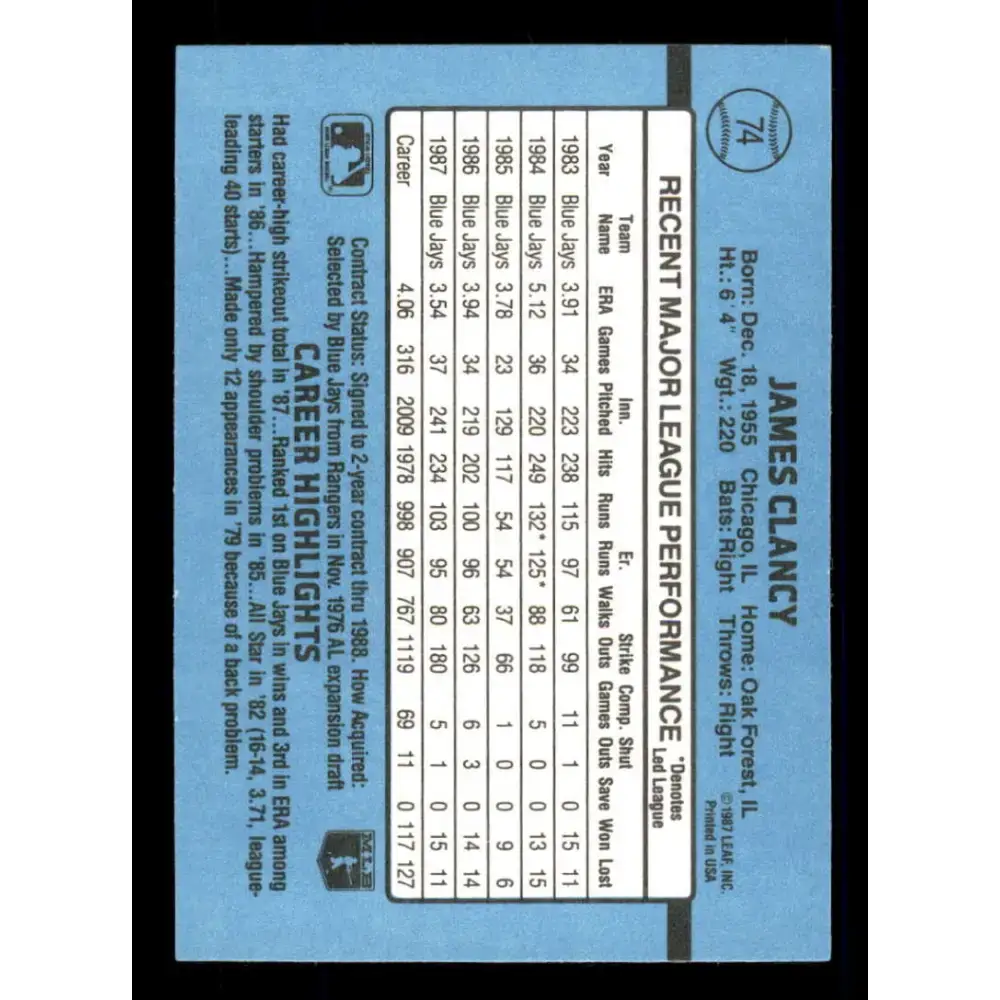 74
JAMES CLANCY
Born: Dec. 18, 1955 Chicago, IL Home: Oak Forest, IL
Ht.: 6' 4" Wgt.: 220 Bats: Right Throws: Right
©1987 LEAF, INC.
Printed in USA
RECENT MAJOR LEAGUE PERFORMANCE *Denotes Led League
Team Inn. Er. Strike Comp. Shut
Year Name ERA Games Pitched Hits Runs Runs Walks Outs Games Outs Save Won Lost
1983 Blue Jays 3.91 34 223 238 115 97 61 99 11 1 0 15 11
1984 Blue Jays 5.12 36 220 249 132* 125* 88 118 5 0 0 13 15
1985 Blue Jays 3.78 23 129 117 54 54 37 66 1 0 0 9 6
1986 Blue Jays 3.94 34 219 202 100 96 63 126 6 3 0 14 14
1987 Blue Jays 3.54 37 241 234 103 95 80 180 5 1 0 15 11
Career 4.06 316 2009 1978 998 907 767 1119 69 11 0 117 127
Contract Status: Signed to 2-year contract thru 1988. How Acquired:
Selected by Blue Jays from Rangers in Nov. 1976 AL expansion draft
MLB
CAREER HIGHLIGHTS
Had career-high strikeout total in '87...Ranked 1st on Blue Jays in wins and 3rd in ERA among
starters in '86...Hampered by shoulder problems in '85...All Star in '82 (16-14, 3.71, league-
leading 40 starts)...Made only 12 appearances in '79 because of a back problem.